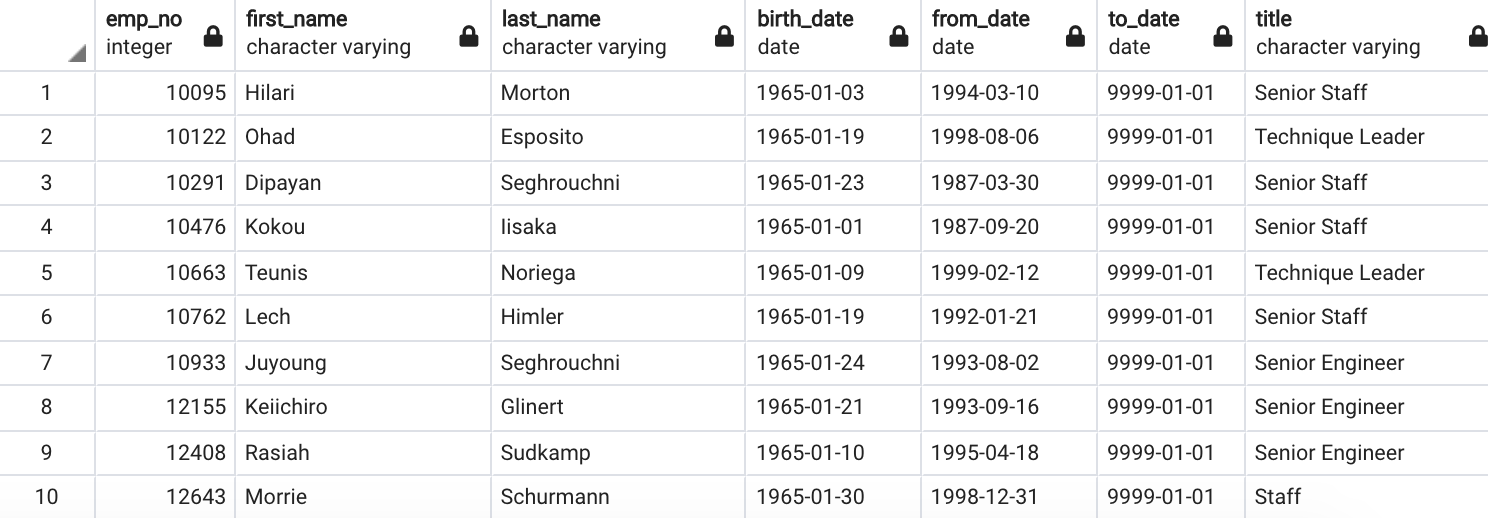 emp_no first_name last_name birth_date from_date to_date title
integer character varying character varying date date date character varying
1 10095 Hilari Morton 1965-01-03 1994-03-10 9999-01-01 Senior Staff
2 10122 Ohad Esposito 1965-01-19 1998-08-06 9999-01-01 Technique Leader
3 10291 Dipayan Seghrouchni 1965-01-23 1987-03-30 9999-01-01 Senior Staff
4 10476 Kokou Iisaka 1965-01-01 1987-09-20 9999-01-01 Senior Staff
5 10663 Teunis Noriega 1965-01-09 1999-02-12 9999-01-01 Technique Leader
6 10762 Lech Himler 1965-01-19 1992-01-21 9999-01-01 Senior Staff
7 10933 Juyoung Seghrouchni 1965-01-24 1993-08-02 9999-01-01 Senior Engineer
8 12155 Keiichiro Glinert 1965-01-21 1993-09-16 9999-01-01 Senior Engineer
9 12408 Rasiah Sudkamp 1965-01-10 1995-04-18 9999-01-01 Senior Engineer
10 12643 Morrie Schurmann 1965-01-30 1998-12-31 9999-01-01 Staff